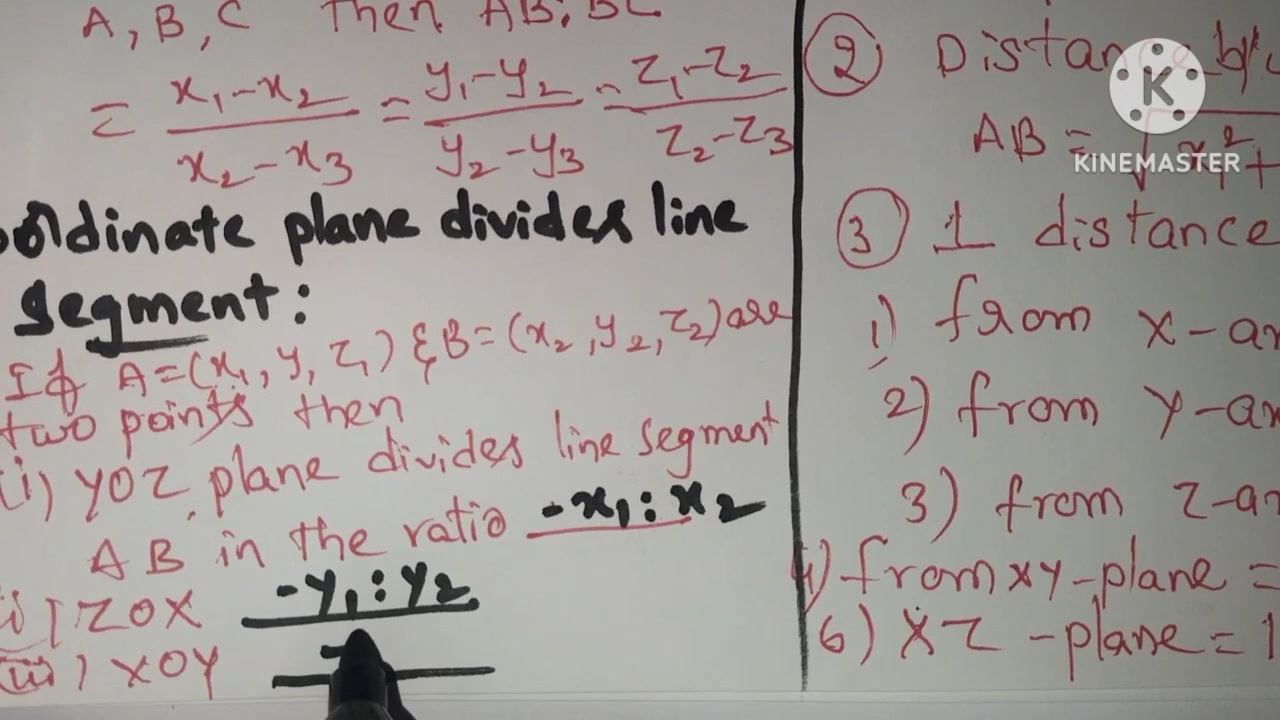 A, B, C Then AB:BC
= x₁-x₂/x₂-x₃ = y₁-y₂/y₂-y₃ = z₁-z₂/z₂-z₃
oordinate plane divides line
segment:
If A=(x₁, y, z₁) & B=(x₂, y₂, z₂) are
two points then
(i) YOZ plane divides line segment
AB in the ratio -x₁:x₂
ii) ZOX -y₁:y₂
(iii) XOY -
② Distance b/
AB = √x₁²+
③ ⊥ distance
i) from x-a
2) from y-a
3) from z-a
from xy-plane =
6) XZ-plane = 1
KINEMASTER